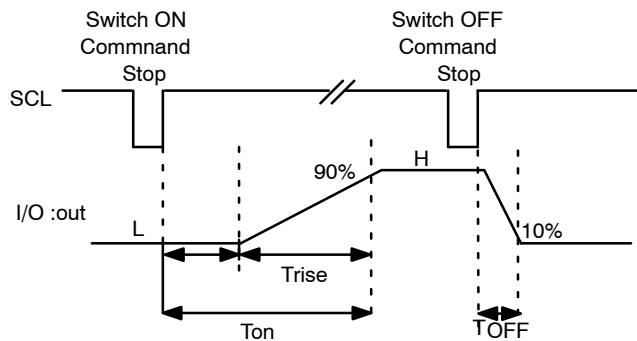 Switch ON
Commnand
Stop
Switch OFF
Command
Stop
SCL
90%
H
I/O :out
L
10%
Trise
Ton
TOFF